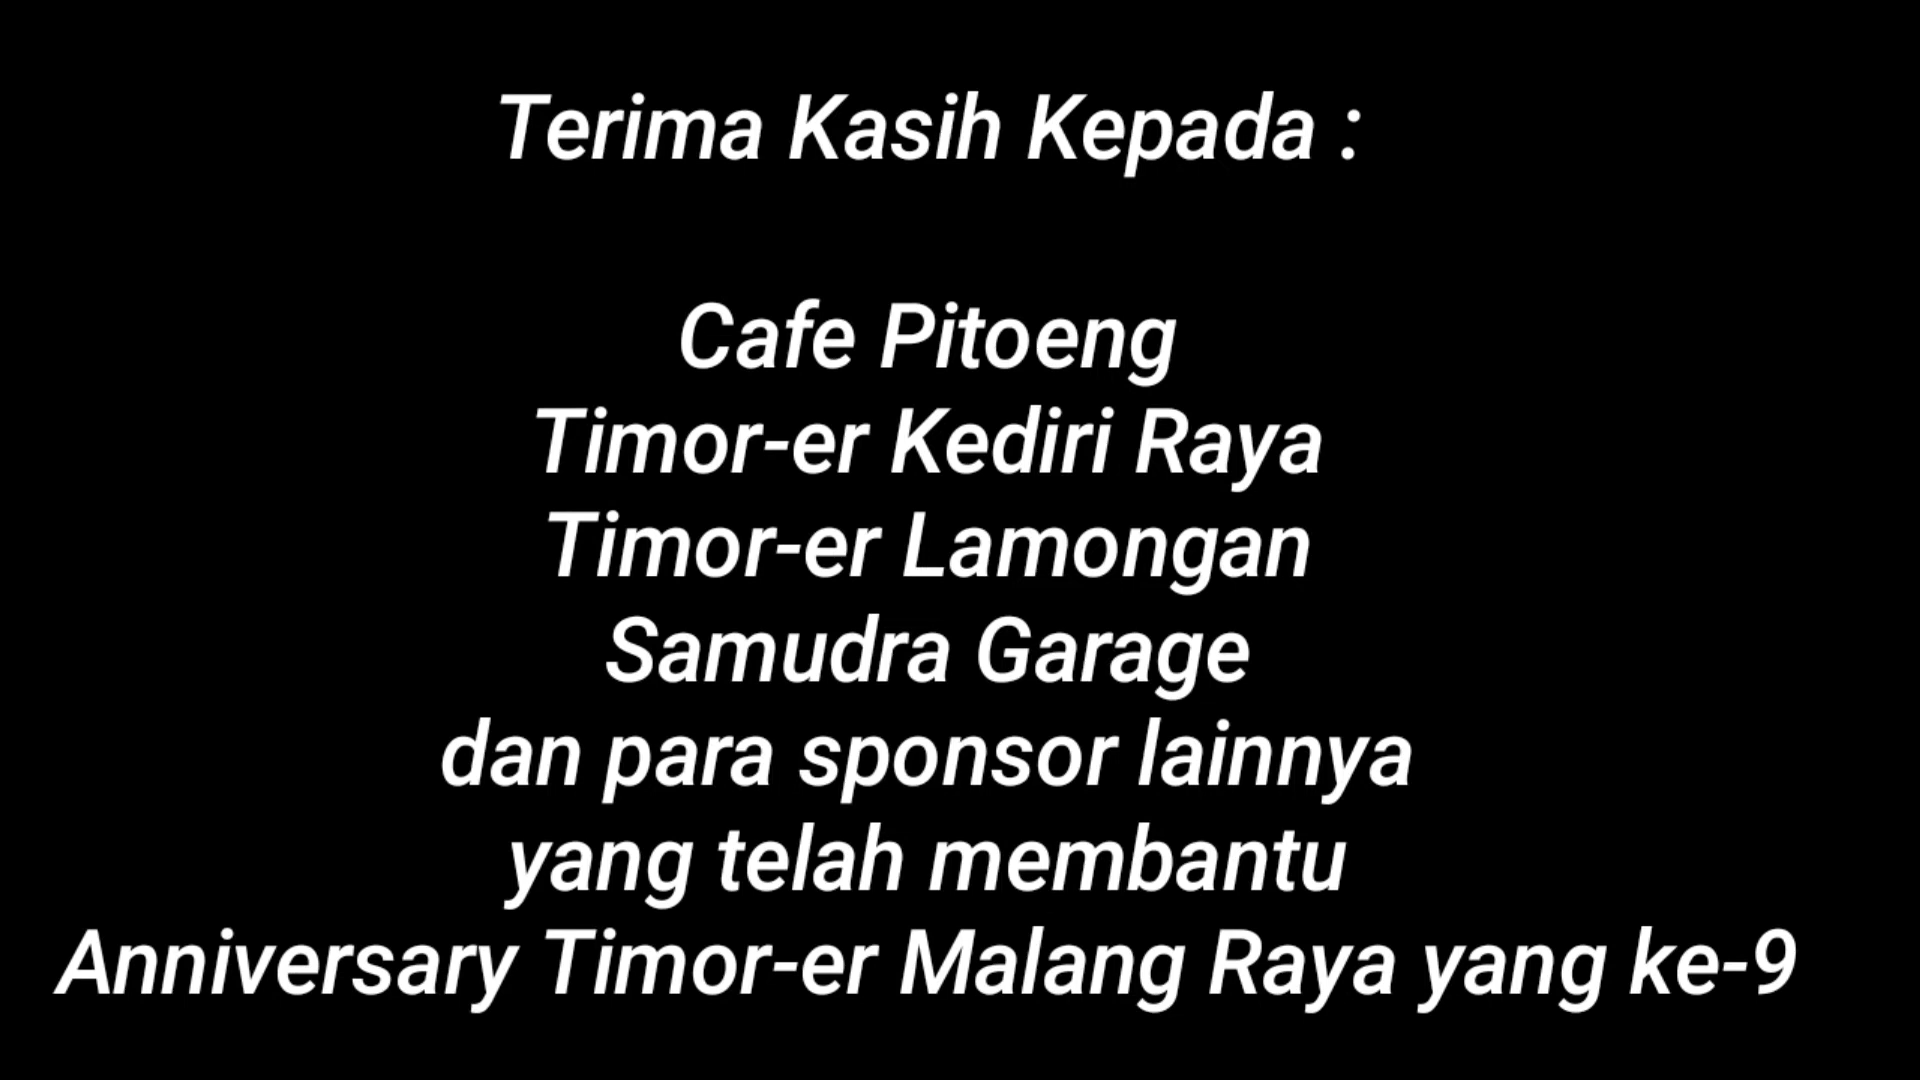 Terima Kasih Kepada :
Cafe Pitoeng
Timor-er Kediri Raya
Timor-er Lamongan
Samudra Garage
dan para sponsor lainnya
yang telah membantu
Anniversary Timor-er Malang Raya yang ke-9